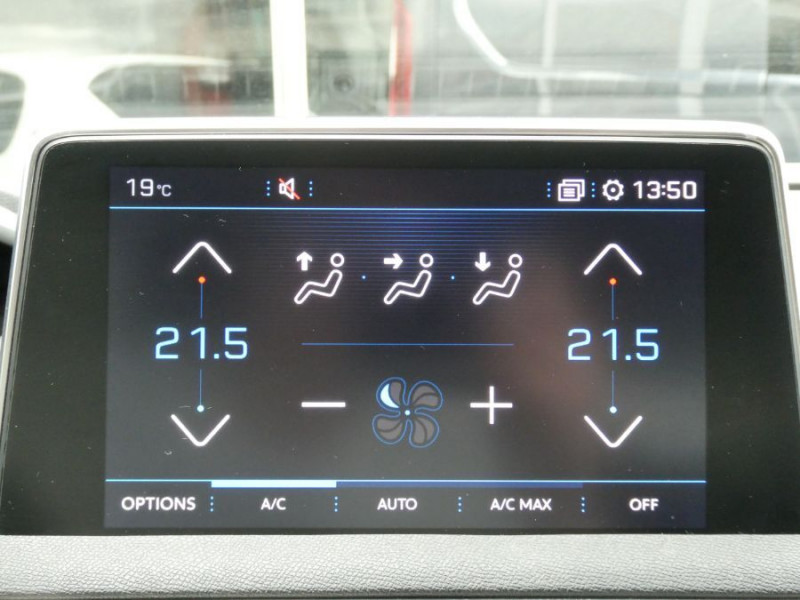 19°C 13:50
21.5 21.5
OPTIONS A/C AUTO A/C MAX OFF